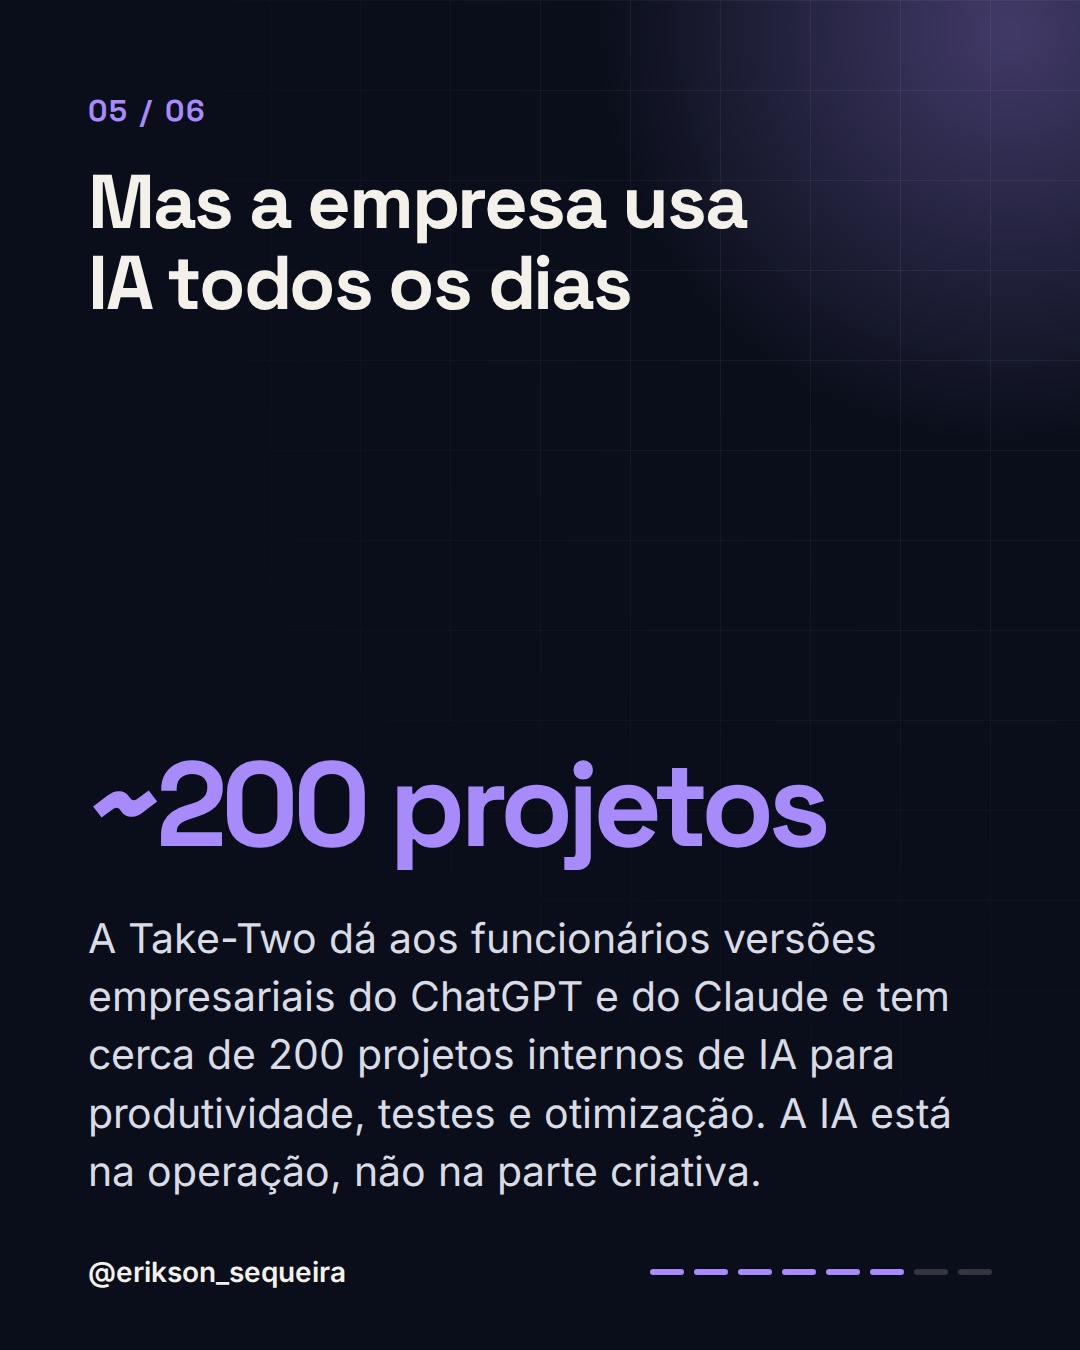 05 / 06
Mas a empresa usa
IA todos os dias
~200 projetos
A Take-Two dá aos funcionários versões
empresariais do ChatGPT e do Claude e tem
cerca de 200 projetos internos de IA para
produtividade, testes e otimização. A IA está
na operação, não na parte criativa.
@erikson_sequeira